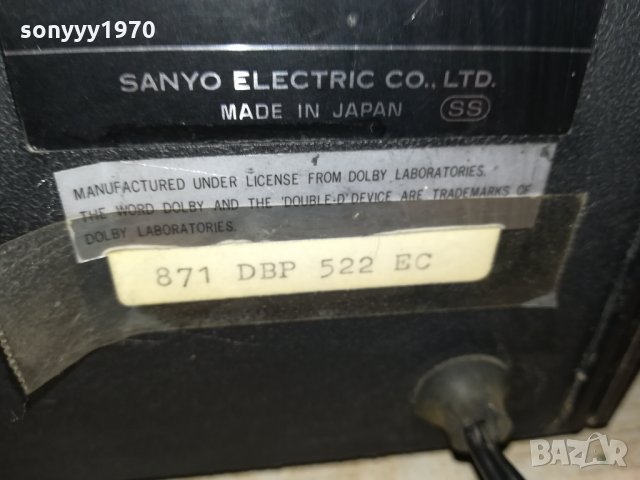 sonyyy1970
SANYO ELECTRIC CO., LTD.
MADE IN JAPAN SS
MANUFACTURED UNDER LICENSE FROM DOLBY LABORATORIES.
THE WORD DOLBY AND THE 'DOUBLE-D' DEVICE ARE TRADEMARKS OF
DOLBY LABORATORIES.
871 DBP 522 EC
BAZAR